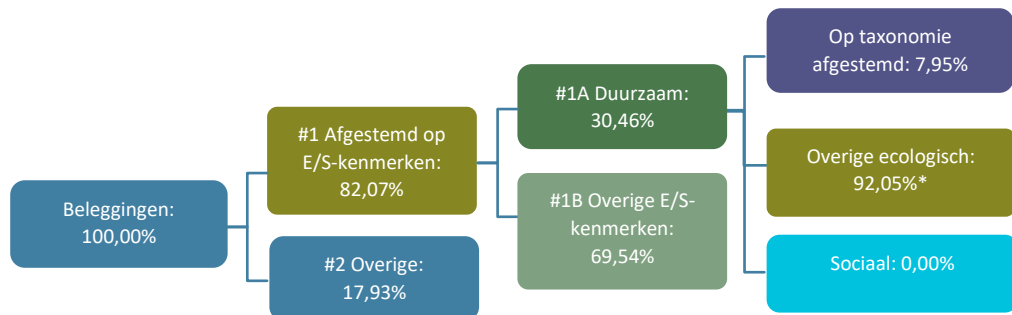 Beleggingen:
100,00%
#1 Afgestemd op
E/S-kenmerken:
82,07%
#2 Overige:
17,93%
#1A Duurzaam:
30,46%
#1B Overige E/S-
kenmerken:
69,54%
Op taxonomie
afgestemd: 7,95%
Overige ecologisch:
92,05%*
Sociaal: 0,00%